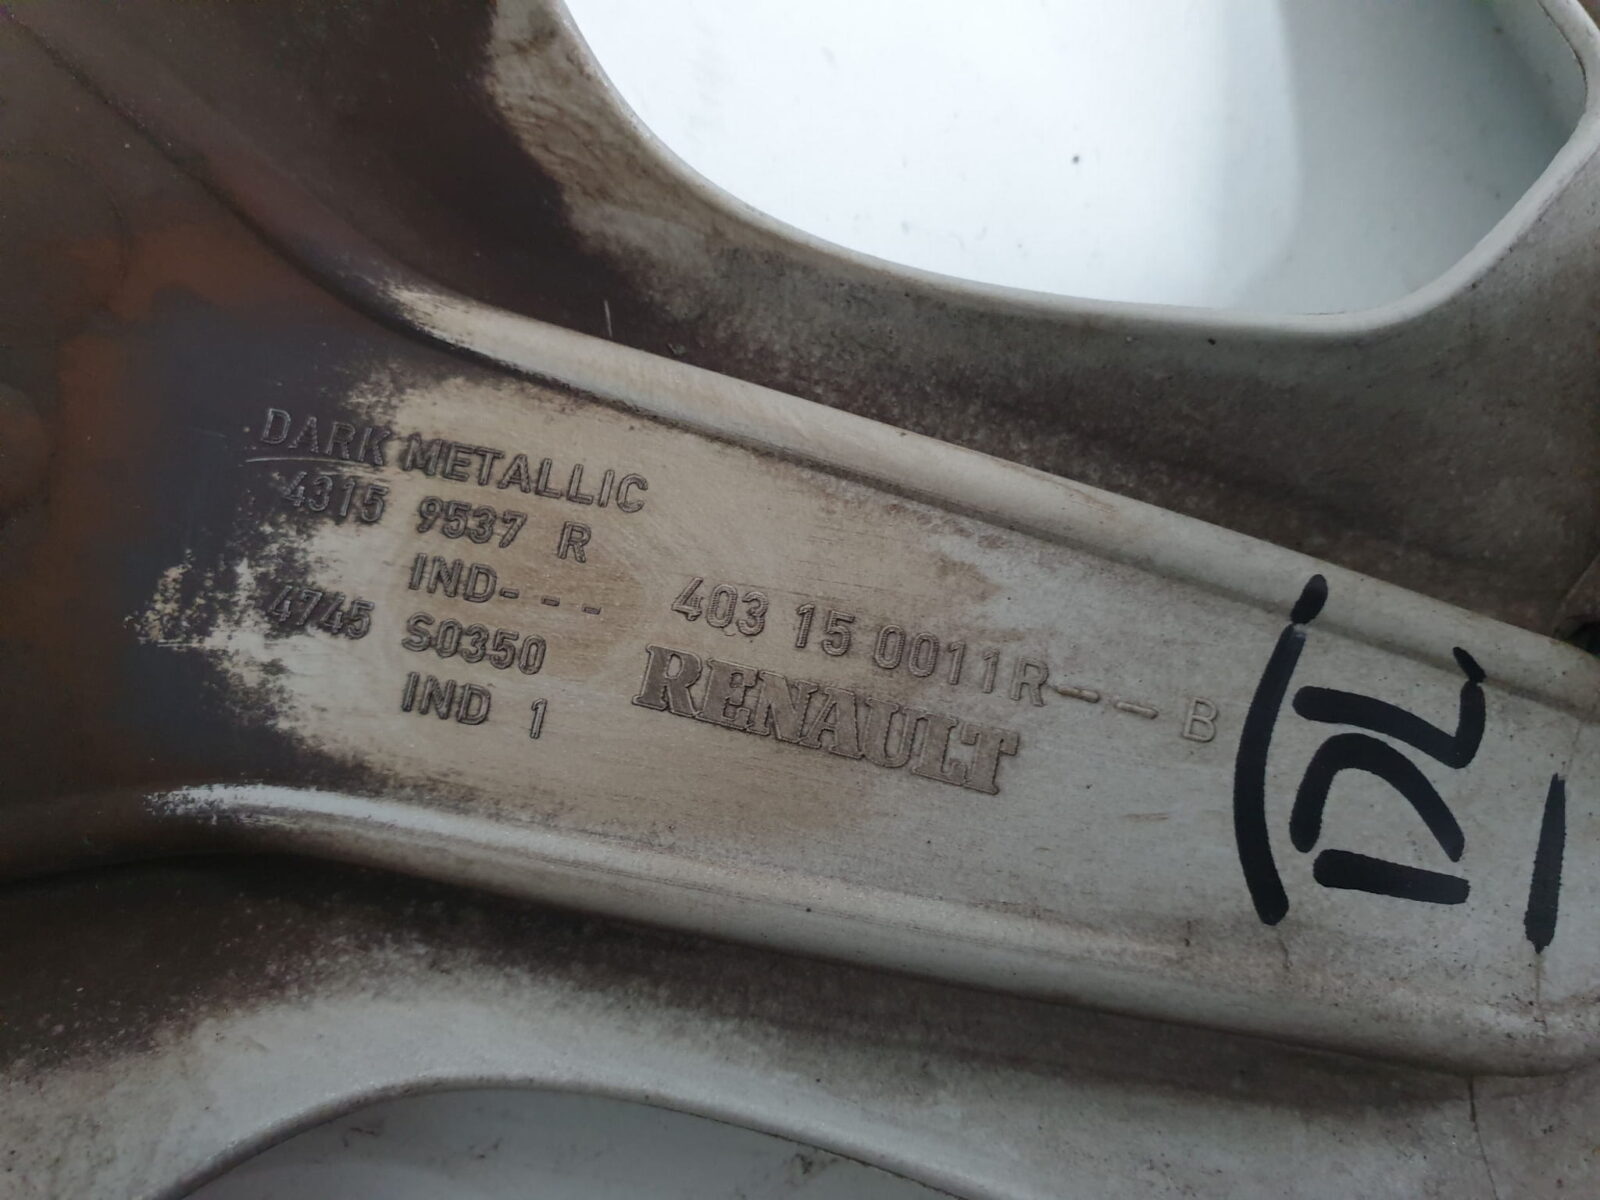 DARK METALLIC
4315 9537 R
IND- - -
4745 S0350
IND 1
403 15 0011R--- B
RENAULT